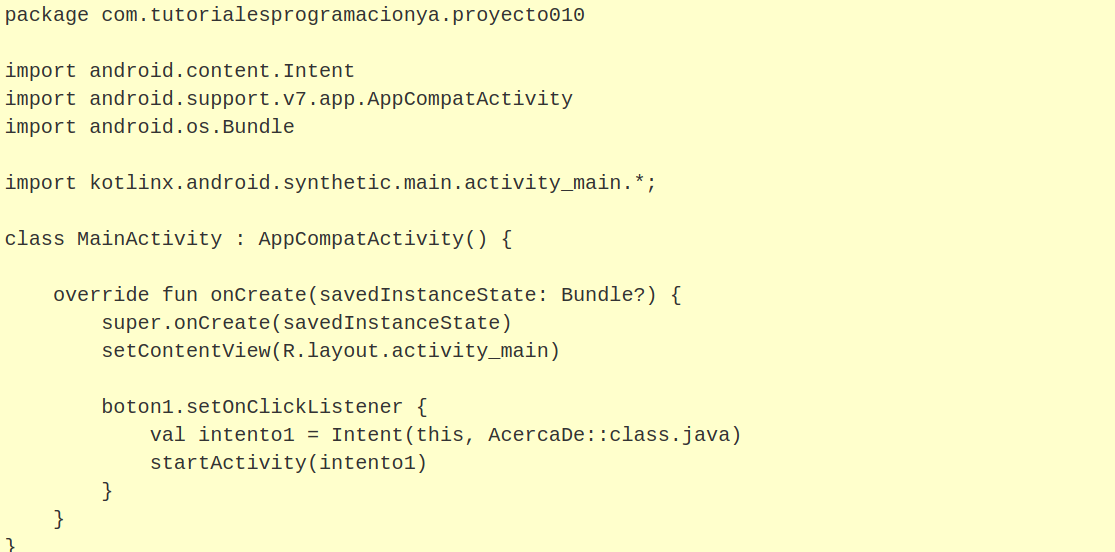 package com.tutorialesprogramacionya.proyecto010

import android.content.Intent
import android.support.v7.app.AppCompatActivity
import android.os.Bundle

import kotlinx.android.synthetic.main.activity_main.*;

class MainActivity : AppCompatActivity() {

    override fun onCreate(savedInstanceState: Bundle?) {
        super.onCreate(savedInstanceState)
        setContentView(R.layout.activity_main)

        boton1.setOnClickListener {
            val intento1 = Intent(this, AcercaDe::class.java)
            startActivity(intento1)
        }
    }
}